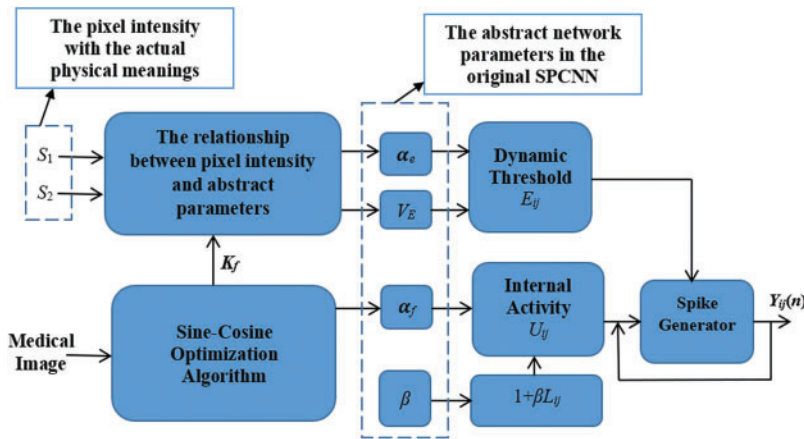 The pixel intensity
with the actual
physical meanings
The abstract network
parameters in the
original SPCNN
S1
S2
The relationship
between pixel intensity
and abstract
parameters
αe
VE
Dynamic
Threshold
Eij
Kf
Medical
Image
Sine-Cosine
Optimization
Algorithm
αf
β
Internal
Activity
Uij
1+βLij
Spike
Generator
Yij(n)